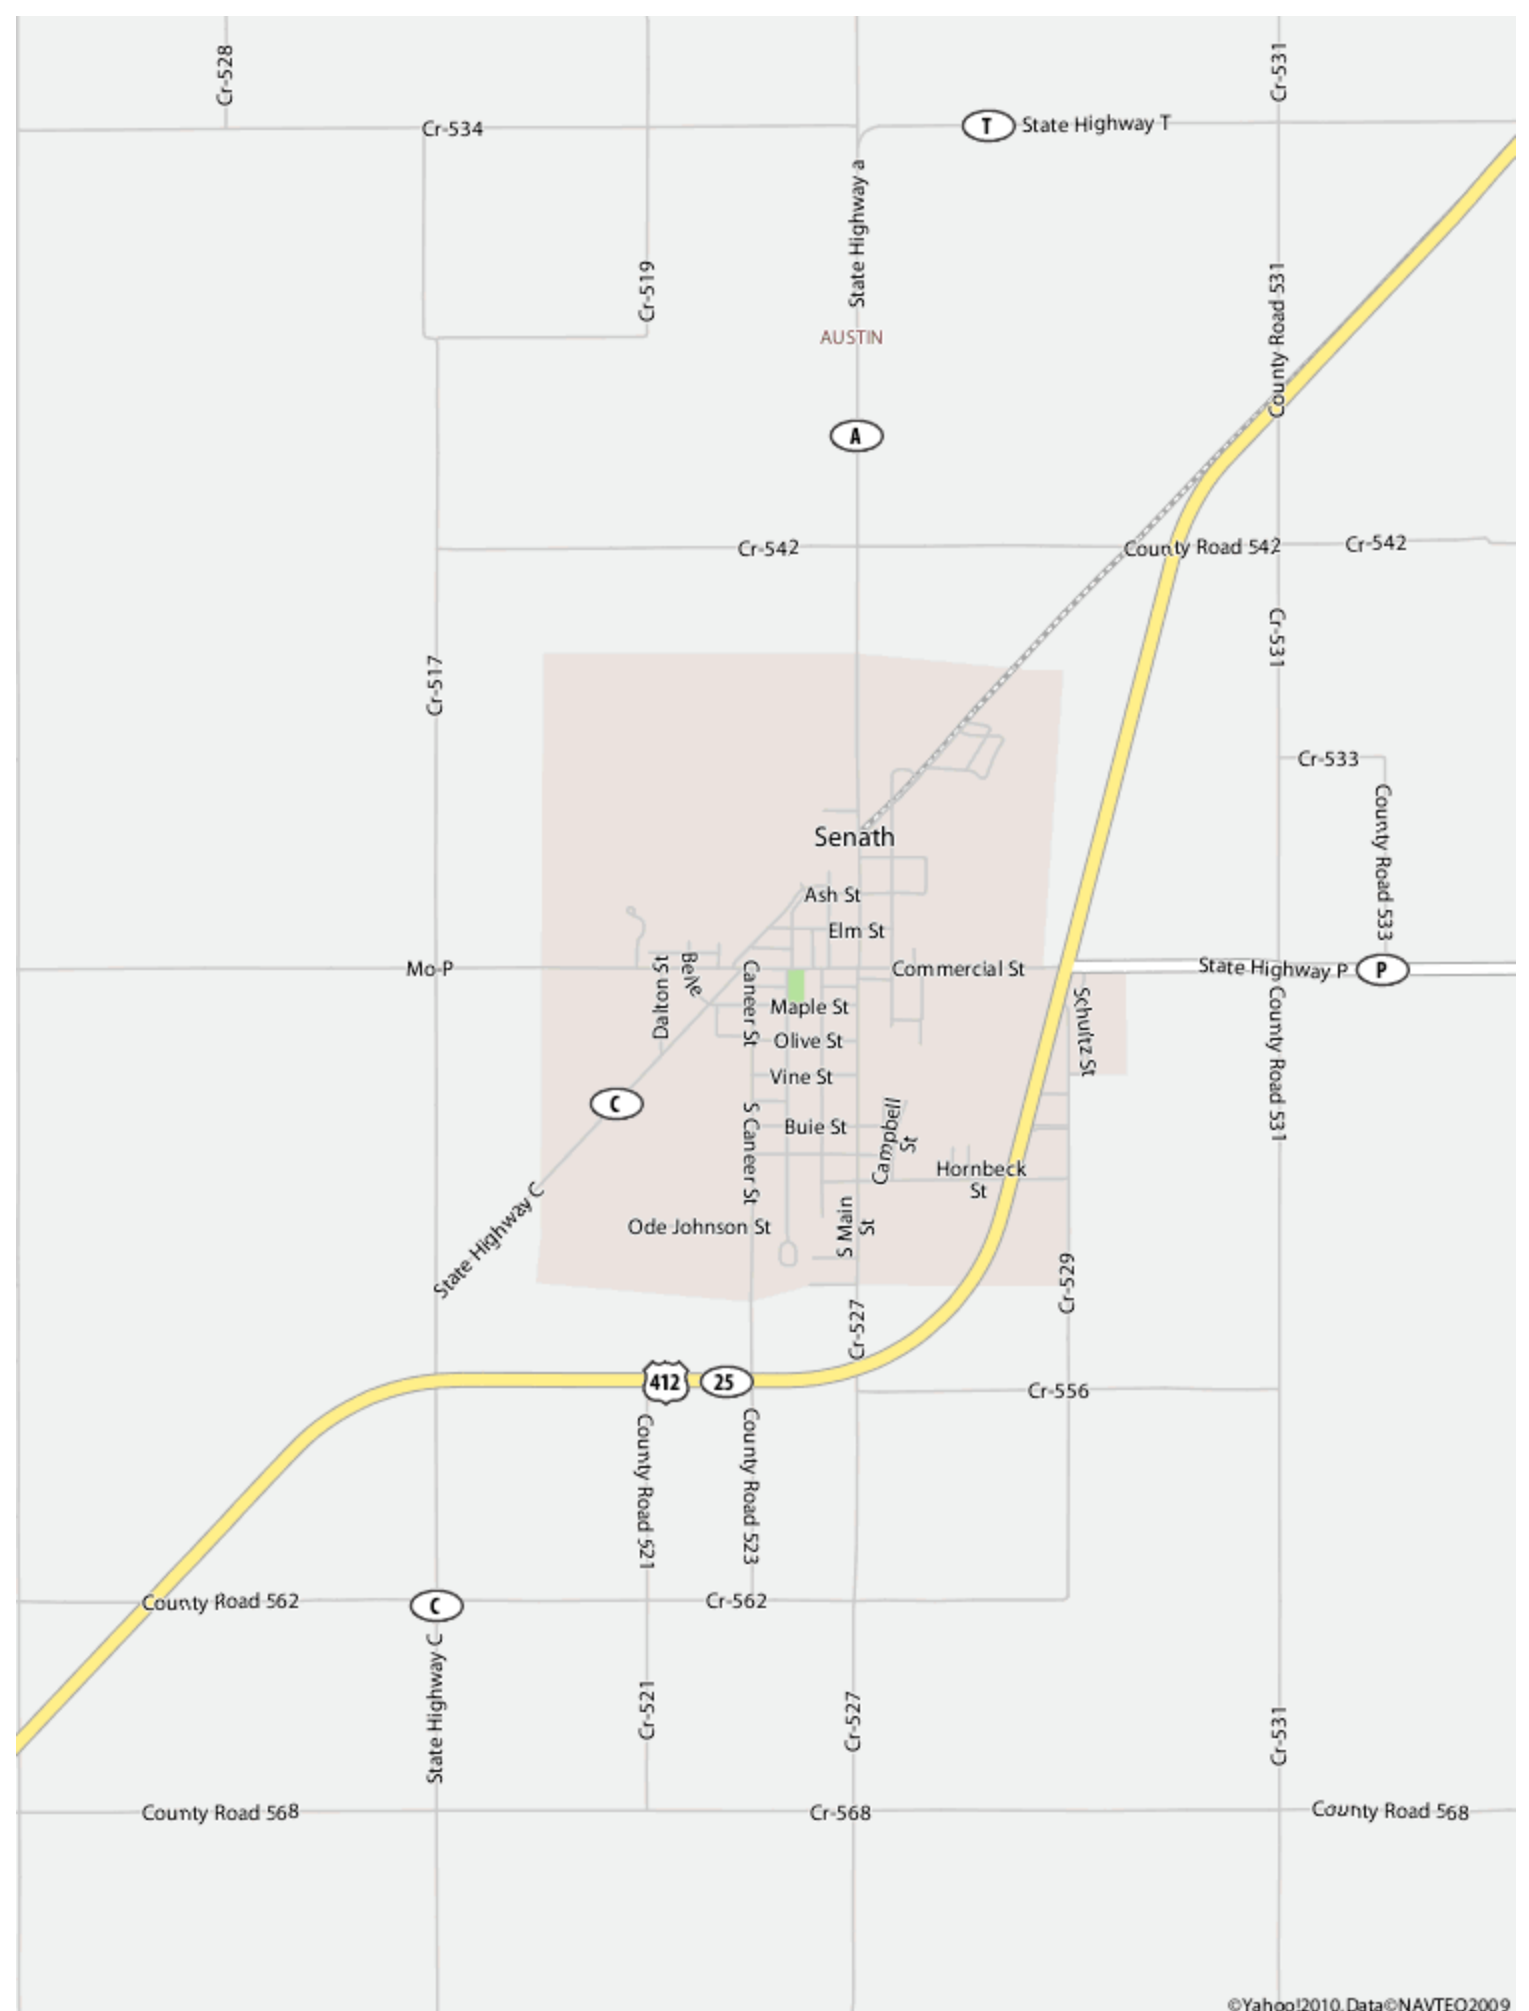 Cr-528
Cr-531
Cr-534
T
State Highway T
State Highway a
Cr-519
County Road 531
AUSTIN
A
Cr-542
County Road 542
Cr-542
Cr-531
Cr-517
Cr-533
County Road 533
Senath
Ash St
Elm St
Mo-P
Commercial St
State Highway P
P
Dalton St
Belle
Caneer St
Maple St
Schultz St
County Road 531
Olive St
Vine St
C
S Caneer St
Buie St
Campbell
St
Hornbeck
St
State Highway C
Ode Johnson St
S Main
St
Cr-529
Cr-527
412
25
Cr-556
County Road 521
County Road 523
County Road 562
C
Cr-562
State Highway C
Cr-521
Cr-527
Cr-531
County Road 568
Cr-568
County Road 568
©Yahoo!2010, Data©NAVTEQ2009